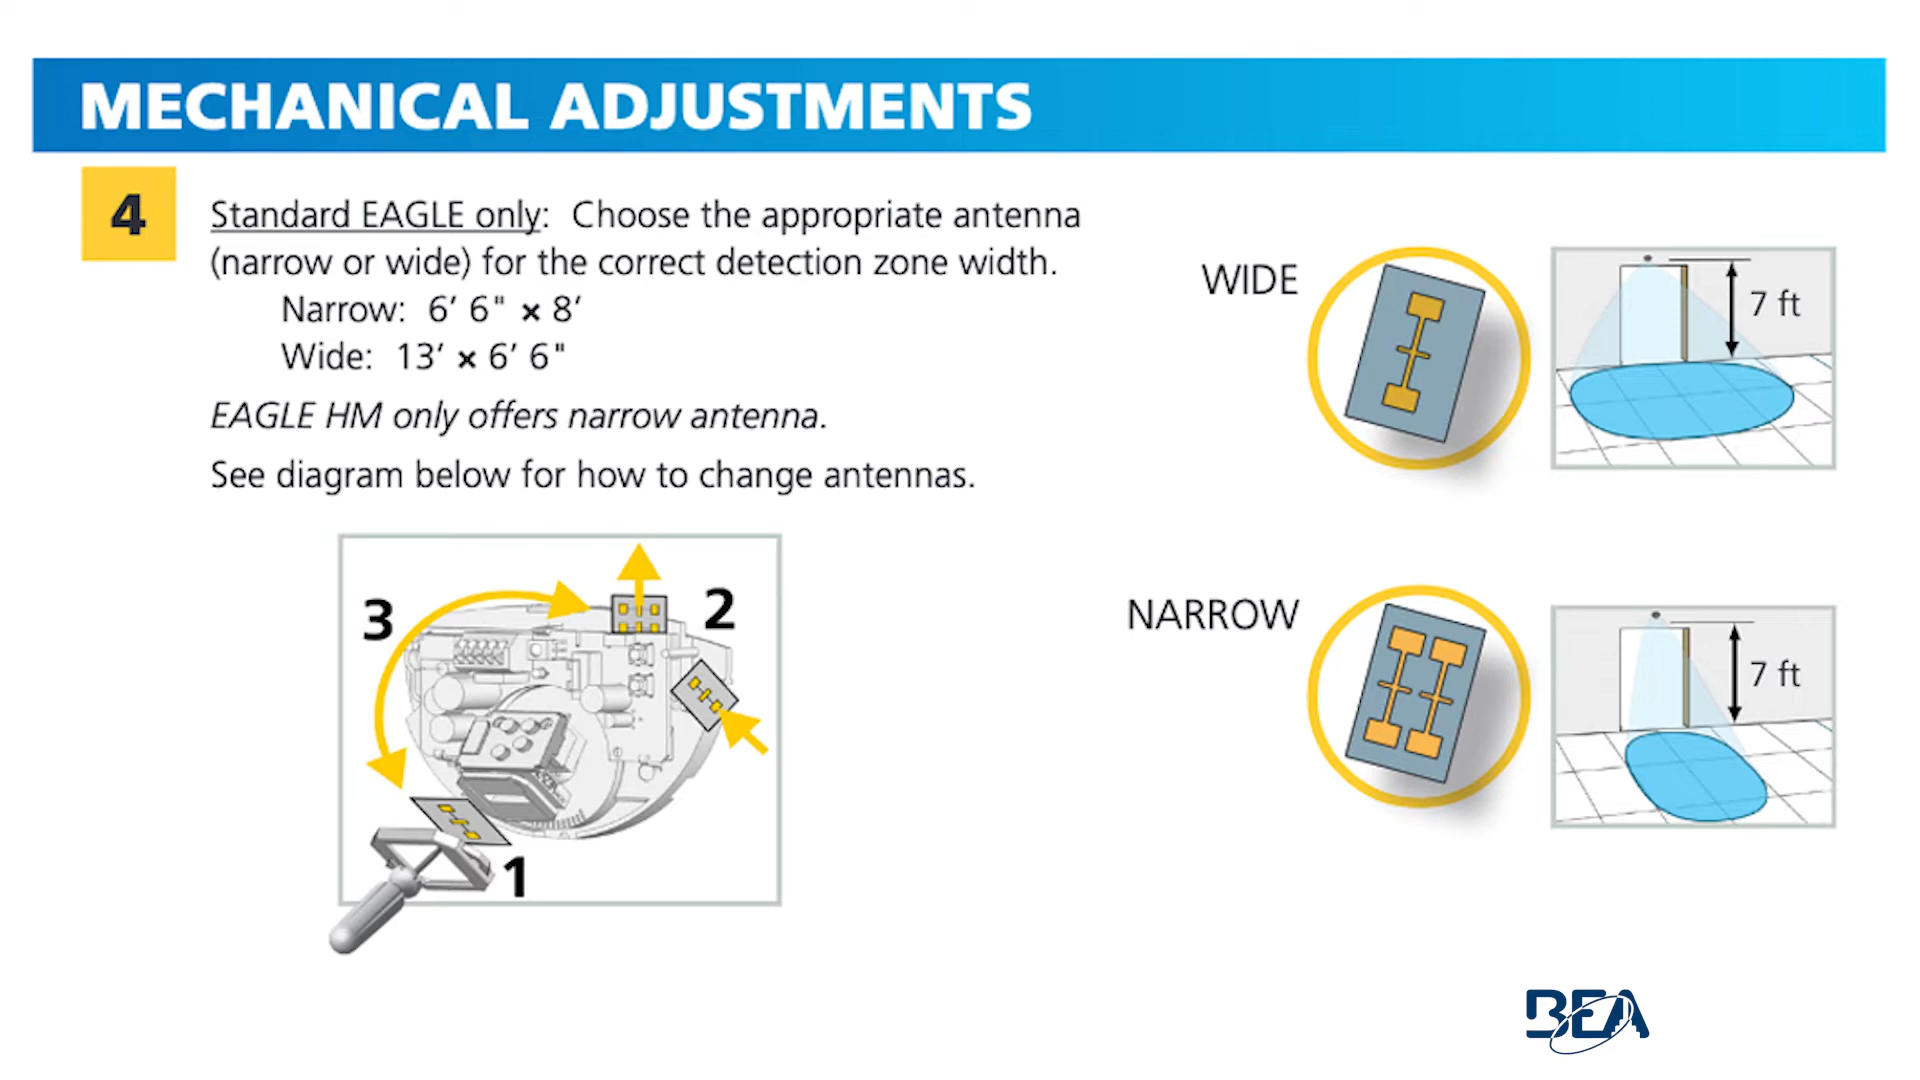 MECHANICAL ADJUSTMENTS
4
Standard EAGLE only: Choose the appropriate antenna
(narrow or wide) for the correct detection zone width.
Narrow: 6′ 6" × 8′
Wide: 13′ × 6′ 6"
EAGLE HM only offers narrow antenna.
See diagram below for how to change antennas.
3
2
1
WIDE
7 ft
NARROW
7 ft
BEA